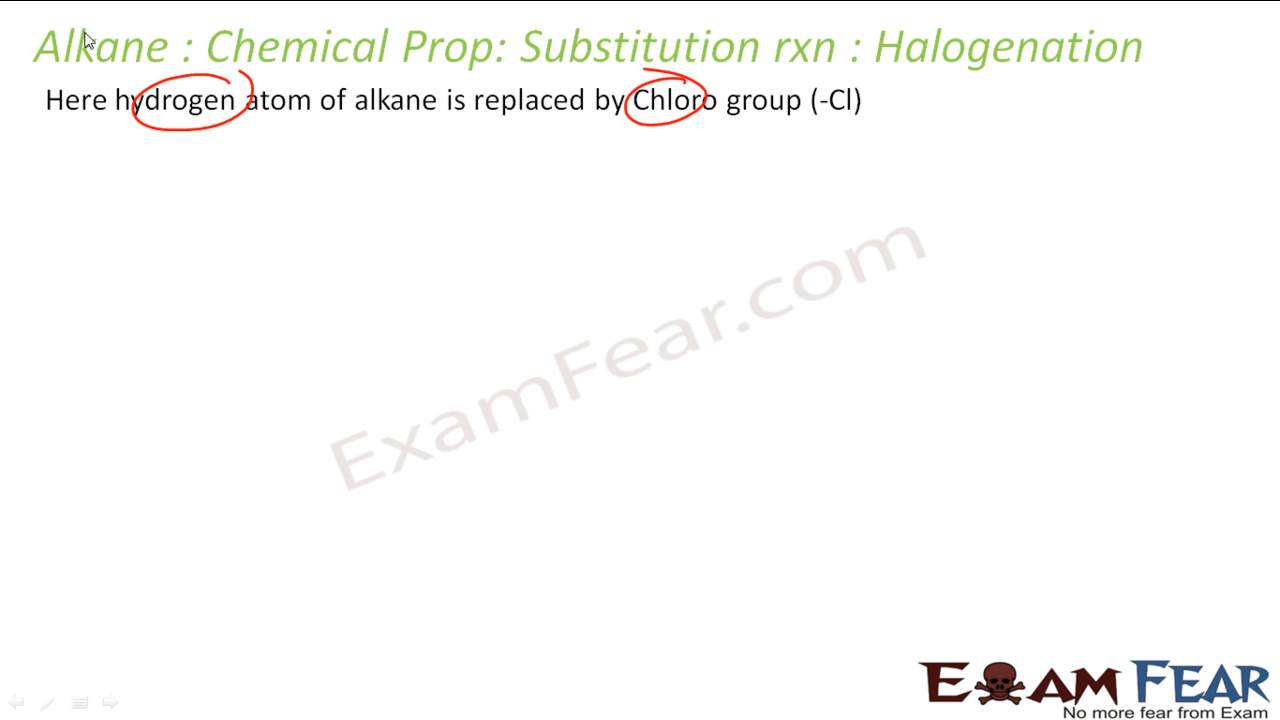 Alkane : Chemical Prop: Substitution rxn : Halogenation
Here hydrogen atom of alkane is replaced by Chloro group (-Cl)
ExamFear.com
EXAM FEAR
No more fear from Exam